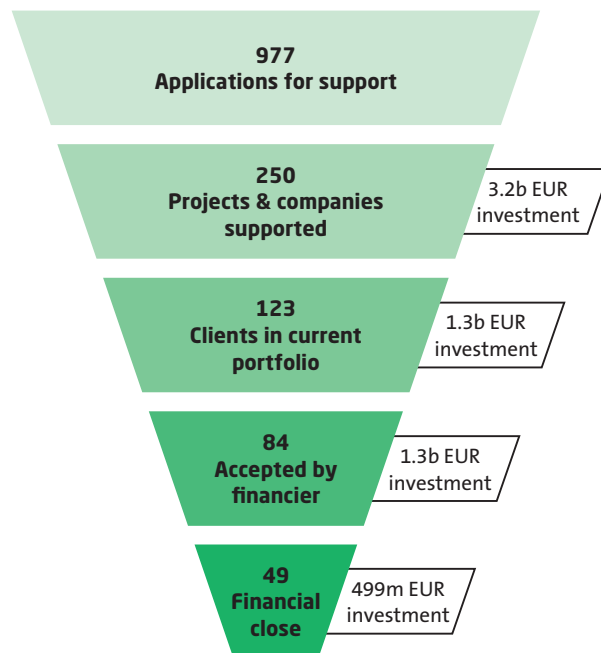 977
Applications for support
250
Projects & companies
supported
3.2b EUR
investment
123
Clients in current
portfolio
1.3b EUR
investment
84
Accepted by
financier
1.3b EUR
investment
49
Financial
close
499m EUR
investment